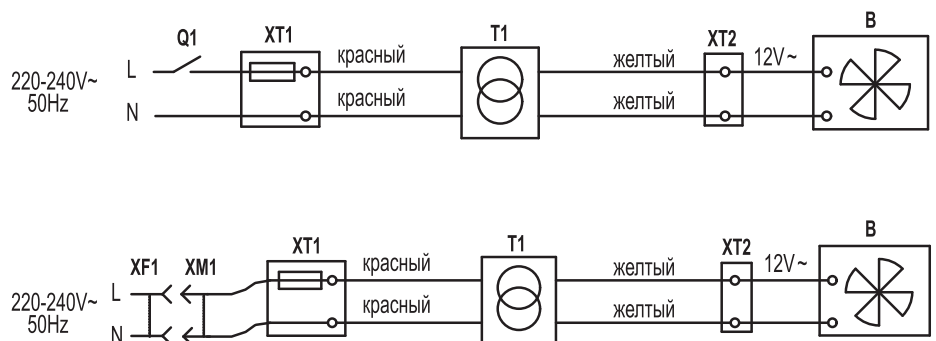 Q1 XT1 T1 XT2 B
220-240V~
50Hz
L
N
красный
красный
желтый
желтый
12V~
XF1 XM1 XT1 T1 XT2 B
220-240V~
50Hz
L
N
красный
красный
желтый
желтый
12V~